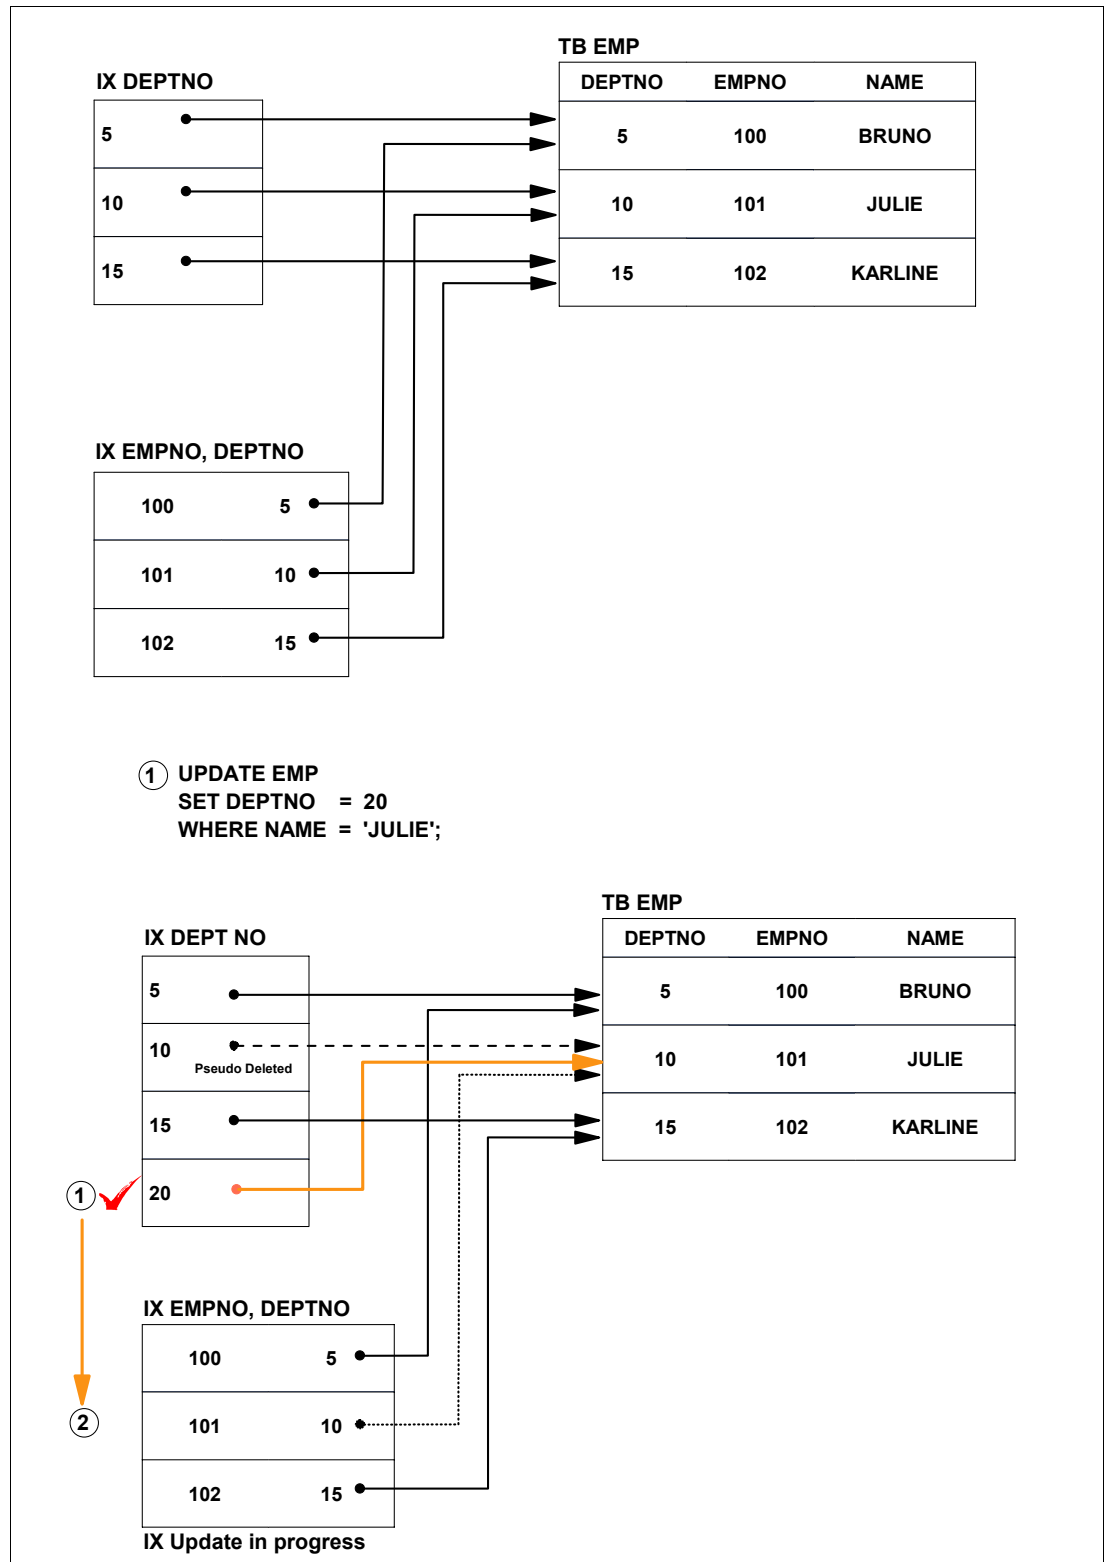 TB EMP
IX DEPTNO
DEPTNO EMPNO NAME
5
5 100 BRUNO
10
10 101 JULIE
15
15 102 KARLINE
IX EMPNO, DEPTNO
100 5
101 10
102 15
1 UPDATE EMP
SET DEPTNO = 20
WHERE NAME = 'JULIE';
TB EMP
IX DEPT NO
DEPTNO EMPNO NAME
5
5 100 BRUNO
10
Pseudo Deleted
10 101 JULIE
15
15 102 KARLINE
1 20
IX EMPNO, DEPTNO
100 5
2
101 10
102 15
IX Update in progress